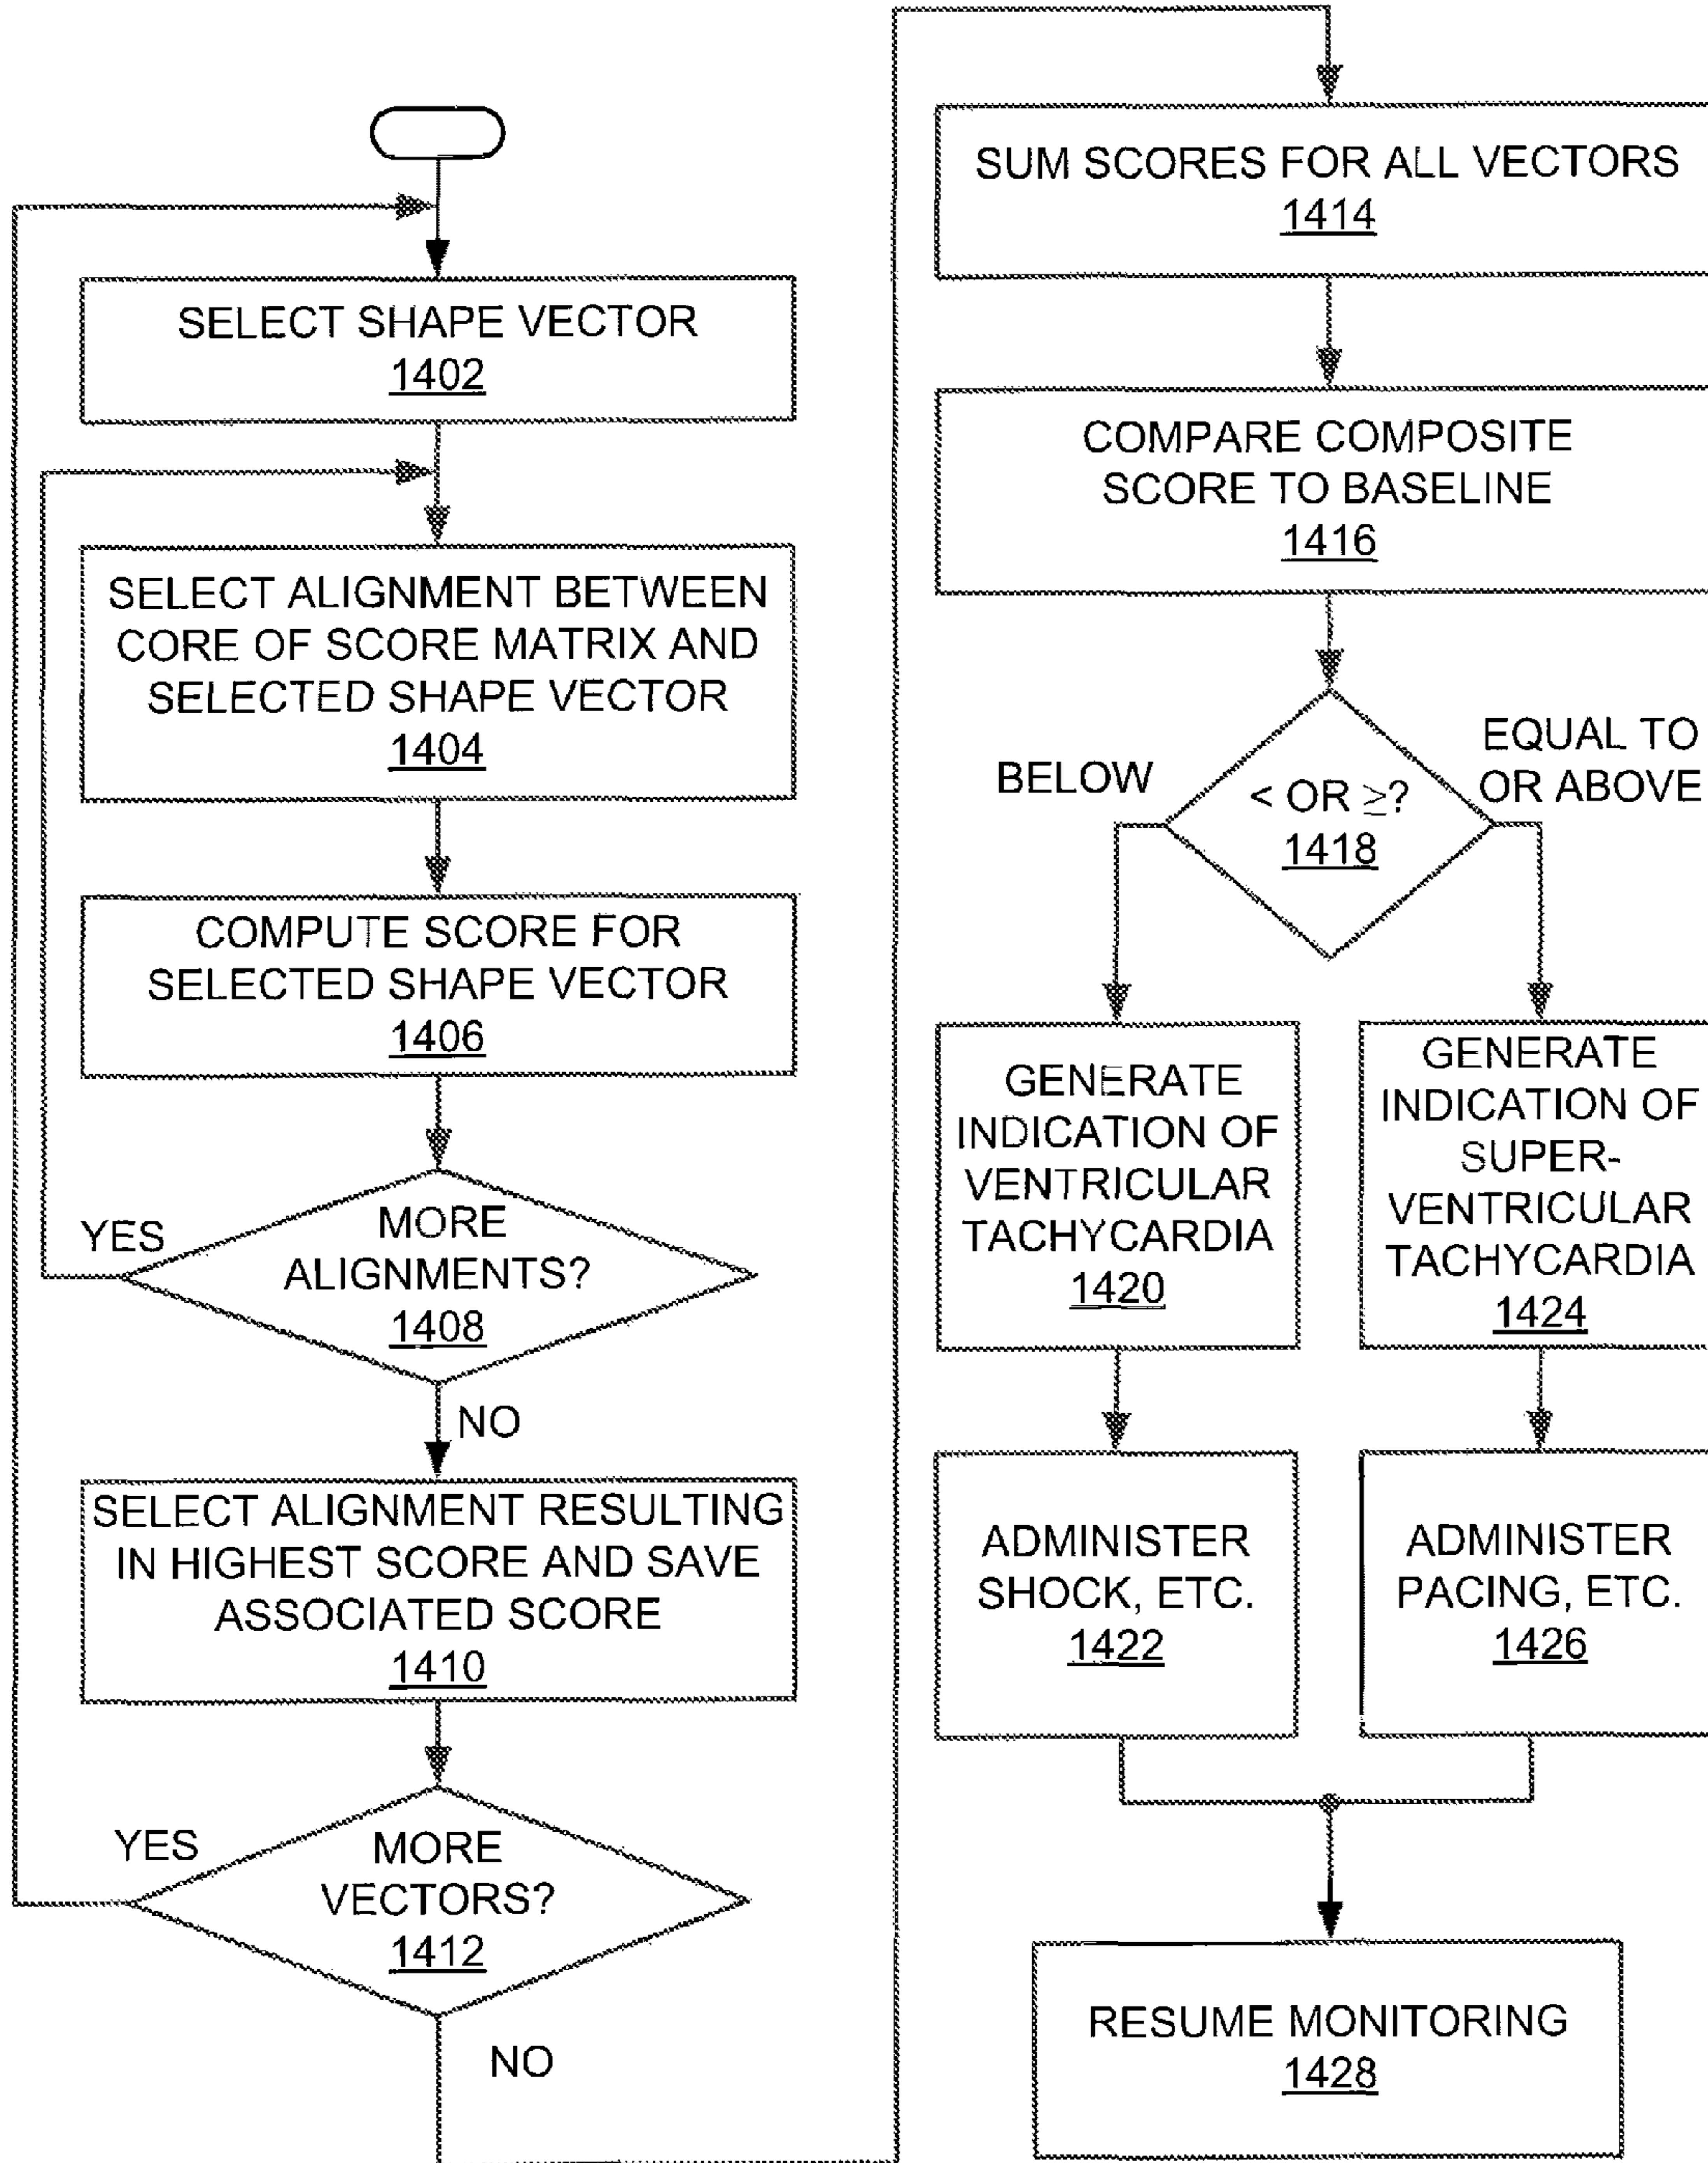 SELECT SHAPE VECTOR
1402
SELECT ALIGNMENT BETWEEN
CORE OF SCORE MATRIX AND
SELECTED SHAPE VECTOR
1404
COMPUTE SCORE FOR
SELECTED SHAPE VECTOR
1406
YES
MORE
ALIGNMENTS?
1408
NO
SELECT ALIGNMENT RESULTING
IN HIGHEST SCORE AND SAVE
ASSOCIATED SCORE
1410
YES
MORE
VECTORS?
1412
NO
SUM SCORES FOR ALL VECTORS
1414
COMPARE COMPOSITE
SCORE TO BASELINE
1416
BELOW
< OR ≥?
1418
EQUAL TO
OR ABOVE
GENERATE
INDICATION OF
VENTRICULAR
TACHYCARDIA
1420
GENERATE
INDICATION OF
SUPER-
VENTRICULAR
TACHYCARDIA
1424
ADMINISTER
SHOCK, ETC.
1422
ADMINISTER
PACING, ETC.
1426
RESUME MONITORING
1428